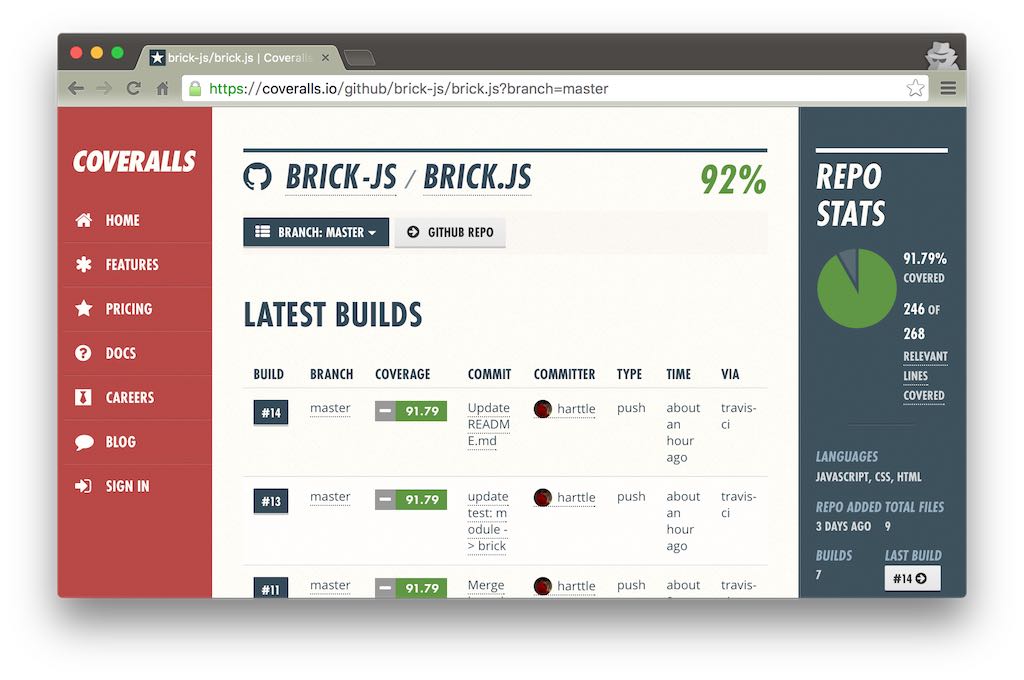 brick-js/brick.js | Coveralls
https://coveralls.io/github/brick-js/brick.js?branch=master
COVERALLS
HOME
FEATURES
PRICING
DOCS
CAREERS
BLOG
SIGN IN
BRICK-JS / BRICK.JS 92%
BRANCH: MASTER
GITHUB REPO
LATEST BUILDS
BUILD BRANCH COVERAGE COMMIT COMMITTER TYPE TIME VIA
#14 master 91.79 Update harttle push about travis-
READM an ci
E.md hour
ago
#13 master 91.79 update harttle push about travis-
test: m an ci
odule - hour
> brick ago
#11 master 91.79 Merge harttle push about travis-
REPO
STATS
91.79%
COVERED
246 OF
268
RELEVANT
LINES
COVERED
LANGUAGES
JAVASCRIPT, CSS, HTML
REPO ADDED TOTAL FILES
3 DAYS AGO 9
BUILDS LAST BUILD
7 #14